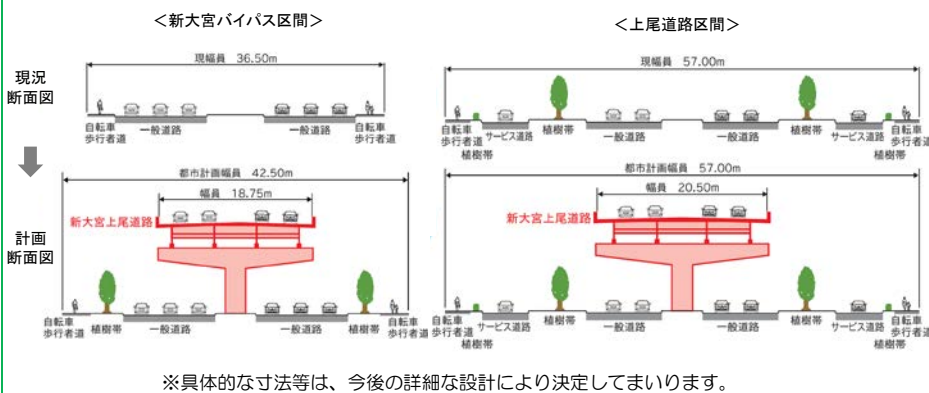 ＜新大宮バイパス区間＞
＜上尾道路区間＞
現況
断面図
現幅員 36.50m
自転車
歩行者道
一般道路
一般道路
自転車
歩行者道
現幅員 57.00m
自転車
歩行者道
植樹帯
サービス道路
植樹帯
一般道路
一般道路
植樹帯
サービス道路
自転車
歩行者道
植樹帯
計画
断面図
都市計画幅員 42.50m
幅員 18.75m
新大宮上尾道路
自転車
歩行者道
植樹帯
一般道路
一般道路
植樹帯
自転車
歩行者道
都市計画幅員 57.00m
幅員 20.50m
新大宮上尾道路
自転車
歩行者道
植樹帯
サービス道路
植樹帯
一般道路
一般道路
植樹帯
サービス道路
自転車
歩行者道
植樹帯
※具体的な寸法等は、今後の詳細な設計により決定してまいります。